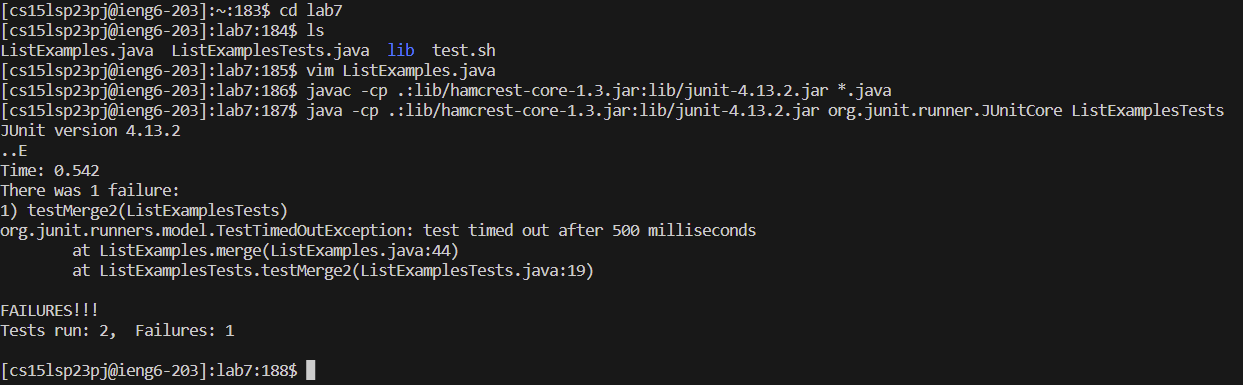 [cs15lsp23pj@ieng6-203]:~:183$ cd lab7
[cs15lsp23pj@ieng6-203]:lab7:184$ ls
ListExamples.java  ListExamplesTests.java  lib  test.sh
[cs15lsp23pj@ieng6-203]:lab7:185$ vim ListExamples.java
[cs15lsp23pj@ieng6-203]:lab7:186$ javac -cp .:lib/hamcrest-core-1.3.jar:lib/junit-4.13.2.jar *.java
[cs15lsp23pj@ieng6-203]:lab7:187$ java -cp .:lib/hamcrest-core-1.3.jar:lib/junit-4.13.2.jar org.junit.runner.JUnitCore ListExamplesTests
JUnit version 4.13.2
..E
Time: 0.542
There was 1 failure:
1) testMerge2(ListExamplesTests)
org.junit.runners.model.TestTimedOutException: test timed out after 500 milliseconds
        at ListExamples.merge(ListExamples.java:44)
        at ListExamplesTests.testMerge2(ListExamplesTests.java:19)

FAILURES!!!
Tests run: 2,  Failures: 1

[cs15lsp23pj@ieng6-203]:lab7:188$